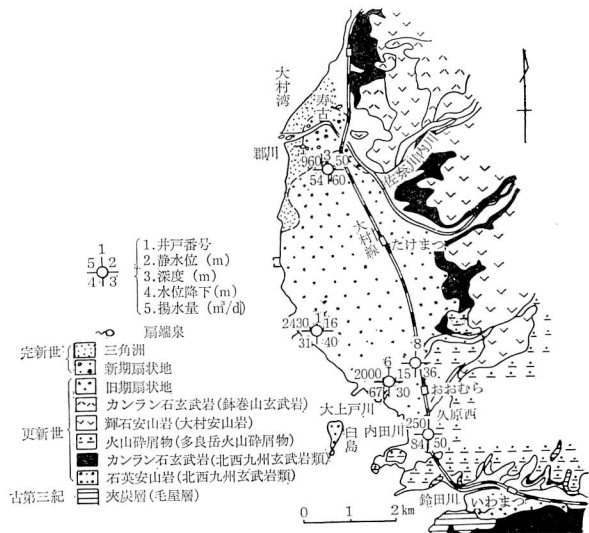 大村湾
寿古
郡川
佐奈川内川
大村線
たけまつ
3
960 50
54 60
1
2430 16
31 40
8
15 36
6
2000
67 30
おおむら
久原西
大上戸川
臼島
内田川
250
84 50
鈴田川
いわまつ
0 1 2 km
1
5 2
4 3
1.井戸番号
2.静水位(m)
3.深度(m)
4.水位降下(m)
5.揚水量(m³/d)
扇端泉
完新世
三角洲
新期扇状地
更新世
旧期扇状地
カンラン石玄武岩(鉢巻山玄武岩)
輝石安山岩(大村安山岩)
火山砕屑物(多良岳火山砕屑物)
カンラン石玄武岩(北西九州玄武岩類)
石英安山岩(北西九州玄武岩類)
古第三紀
夾炭層(毛屋層)